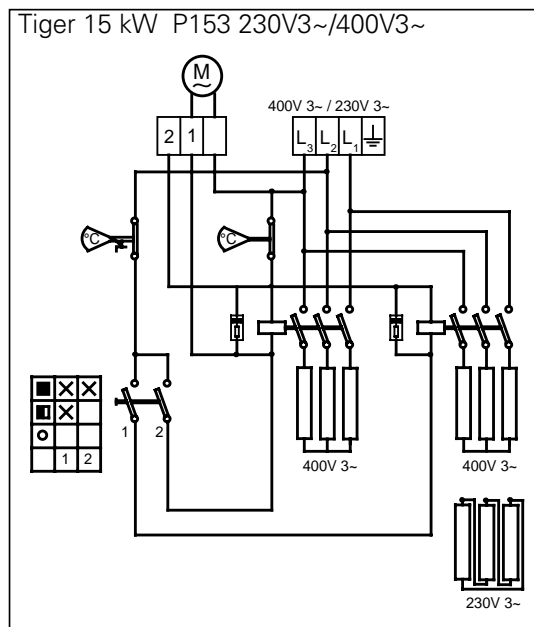 Tiger 15 kW P153 230V3~/400V3~
M
~
400V 3~ / 230V 3~
2 1
L3 L2 L1
°C
°C
1 2
1 2
400V 3~
400V 3~
230V 3~